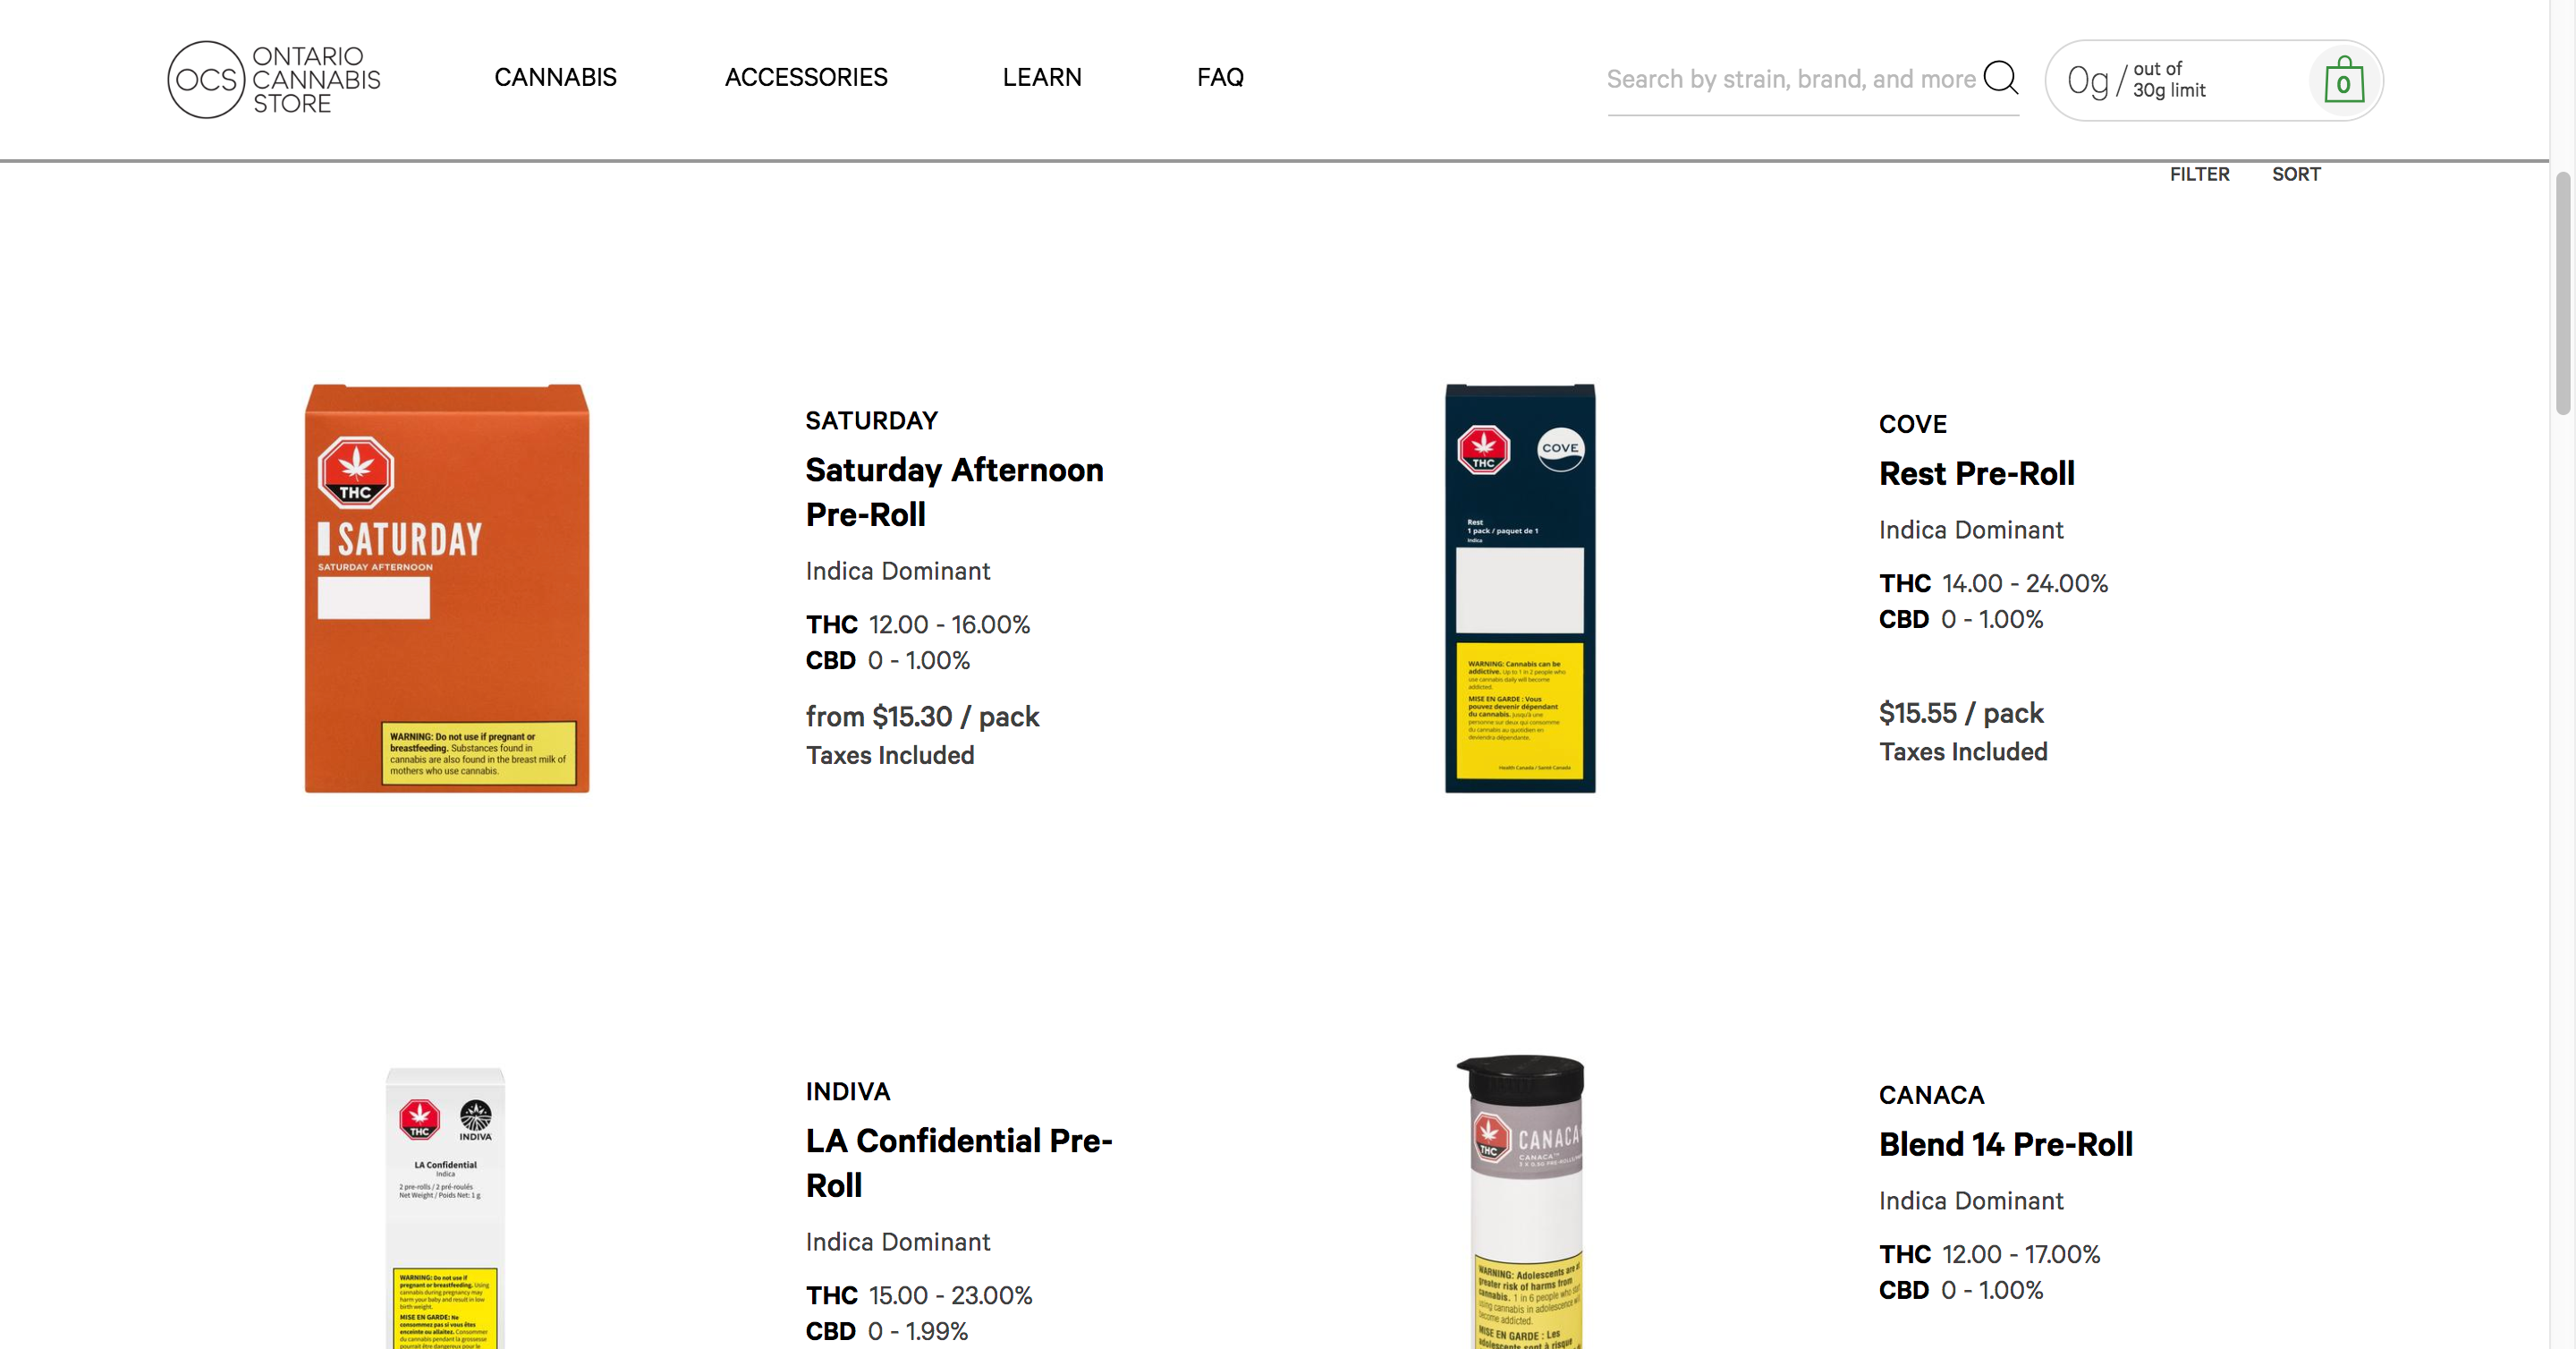 OCS
ONTARIO
CANNABIS
STORE
CANNABIS
ACCESSORIES
LEARN
FAQ
Search by strain, brand, and more
0g / out of
30g limit
0
FILTER
SORT
THC
SATURDAY
SATURDAY AFTERNOON
WARNING: Do not use if pregnant or
breastfeeding. Substances found in
cannabis are also found in the breast milk of
mothers who use cannabis.
SATURDAY
Saturday Afternoon
Pre-Roll
Indica Dominant
THC 12.00 - 16.00%
CBD 0 - 1.00%
from $15.30 / pack
Taxes Included
THC
COVE
Rest
1 pack / paquet de 1
Indica
WARNING: Cannabis can be
addictive. Up to 1 in 2 people who
use cannabis daily will become
addicted.
MISE EN GARDE : Vous
pouvez devenir dépendant
du cannabis. Jusqu'à une
personne sur deux qui consomme
du cannabis au quotidien en
deviendra dépendante.
Health Canada / Santé Canada
COVE
Rest Pre-Roll
Indica Dominant
THC 14.00 - 24.00%
CBD 0 - 1.00%
$15.55 / pack
Taxes Included
THC
INDIVA
LA Confidential
Indica
2 pre-rolls / 2 pré-roulés
Net Weight / Poids Net: 1 g
WARNING: Do not use if
pregnant or breastfeeding. Using
cannabis during pregnancy may
harm your baby and result in low
birth weight.
MISE EN GARDE: Ne
consommez pas si vous êtes
enceinte ou allaitez. Consommer
du cannabis pendant la grossesse
pourrait être dangereux pour le
INDIVA
LA Confidential Pre-
Roll
Indica Dominant
THC 15.00 - 23.00%
CBD 0 - 1.99%
THC
CANACA
CANACA™
WARNING: Adolescents are at
greater risk of harms from
cannabis. 1 in 6 people who start
using cannabis in adolescence will
become addicted.
MISE EN GARDE : Les
adolescents sont à risque
CANACA
Blend 14 Pre-Roll
Indica Dominant
THC 12.00 - 17.00%
CBD 0 - 1.00%